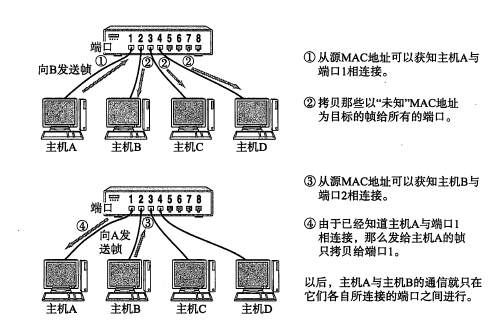 1 2 3 4 5 6 7 8
端口
①
②
②
②
向B发送帧
主机A
主机B
主机C
主机D
①从源MAC地址可以获知主机A与
端口1相连接。
②拷贝那些以“未知”MAC地址
为目标的帧给所有的端口。
1 2 3 4 5 6 7 8
端口
④
向A发
送帧
③
主机A
主机B
主机C
主机D
③从源MAC地址可以获知主机B与
端口2相连接。
④由于已经知道主机A与端口1
相连接，那么发给主机A的帧
只拷贝给端口1。
以后，主机A与主机B的通信就只在
它们各自所连接的端口之间进行。